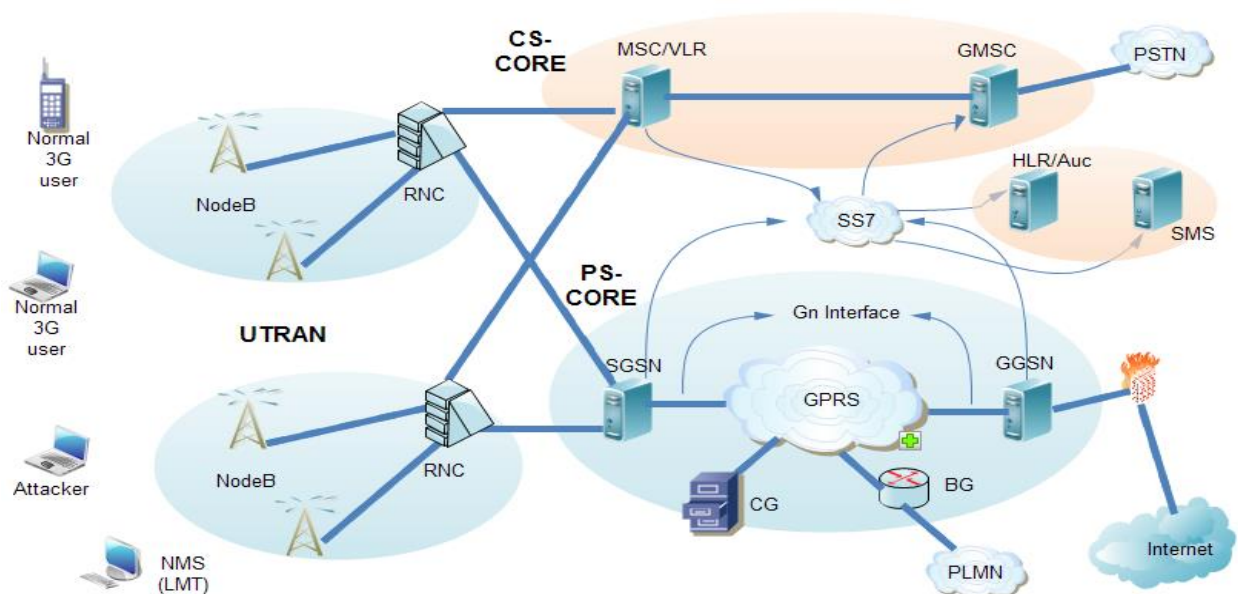 CS-
CORE
MSC/VLR
GMSC
PSTN
Normal
3G
user
NodeB
RNC
HLR/Auc
SS7
SMS
Normal
3G
user
UTRAN
PS-
CORE
Gn Interface
SGSN
GPRS
GGSN
Attacker
NodeB
RNC
CG
BG
Internet
NMS
(LMT)
PLMN